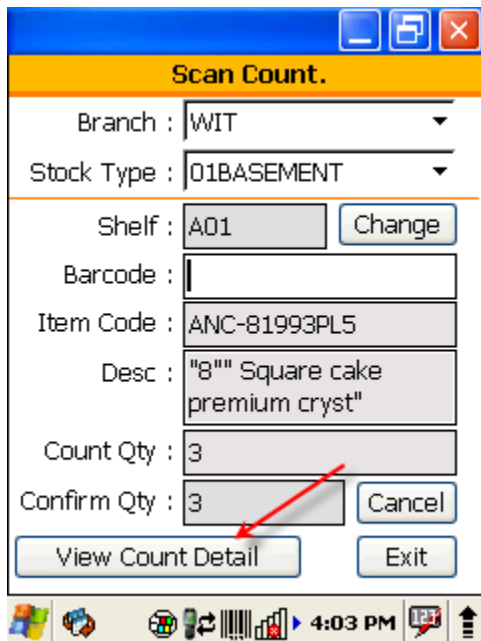 Scan Count.
Branch : WIT
Stock Type : 01BASEMENT
Shelf : A01 Change
Barcode :
Item Code : ANC-81993PL5
Desc : "8"" Square cake
premium cryst"
Count Qty : 3
Confirm Qty : 3 Cancel
View Count Detail Exit
4:03 PM 123